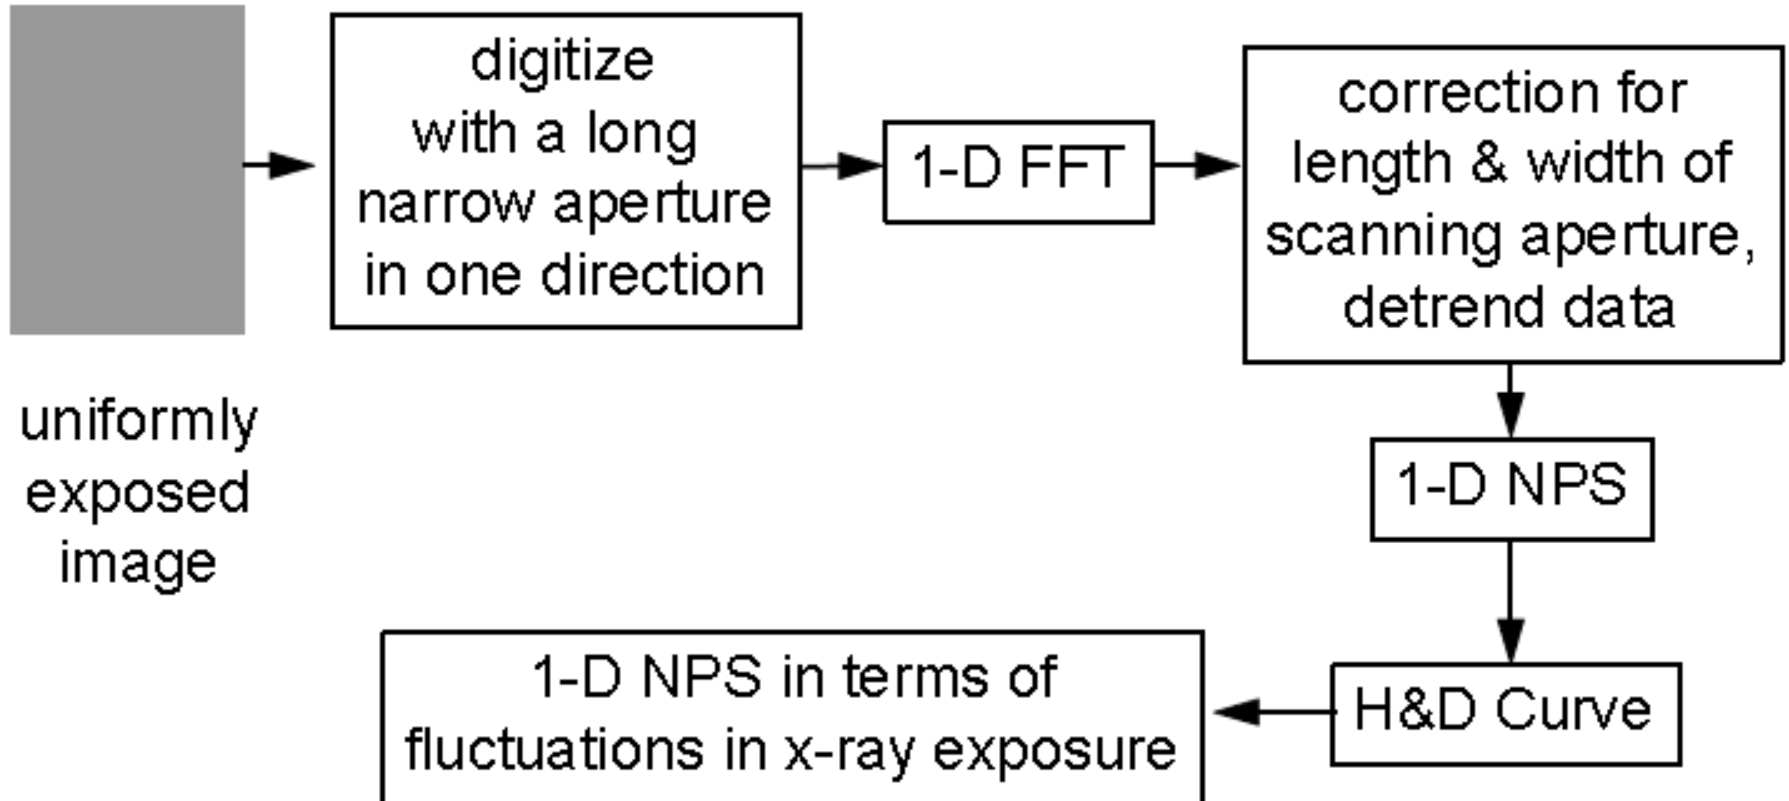 uniformly
exposed
image
digitize
with a long
narrow aperture
in one direction
1-D FFT
correction for
length & width of
scanning aperture,
detrend data
1-D NPS
H&D Curve
1-D NPS in terms of
fluctuations in x-ray exposure